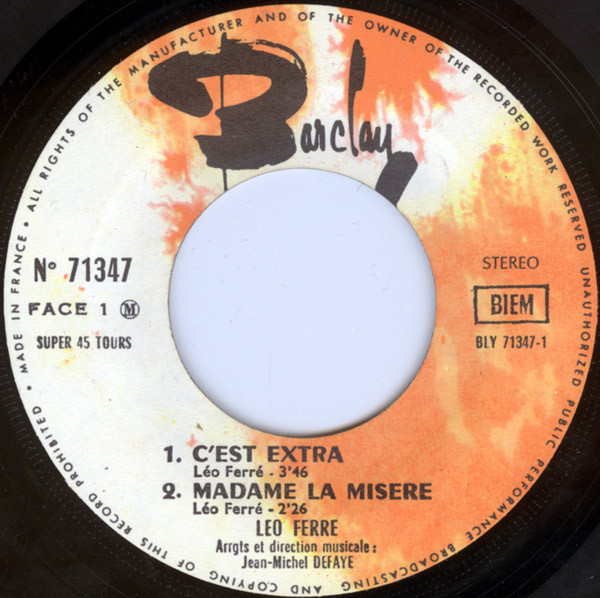 ALL RIGHTS OF THE MANUFACTURER AND OF THE OWNER OF THE RECORDED WORK RESERVED UNAUTHORIZED PUBLIC PERFORMANCE BROADCASTING AND COPYING OF THIS RECORD PROHIBITED • MADE IN FRANCE •
Barclay
N° 71347
FACE 1 M
SUPER 45 TOURS
STEREO
BIEM
BLY 71347-1
1. C'EST EXTRA
Léo Ferré - 3'46
2. MADAME LA MISERE
Léo Ferré - 2'26
LEO FERRE
Arrgts et direction musicale :
Jean-Michel DEFAYE